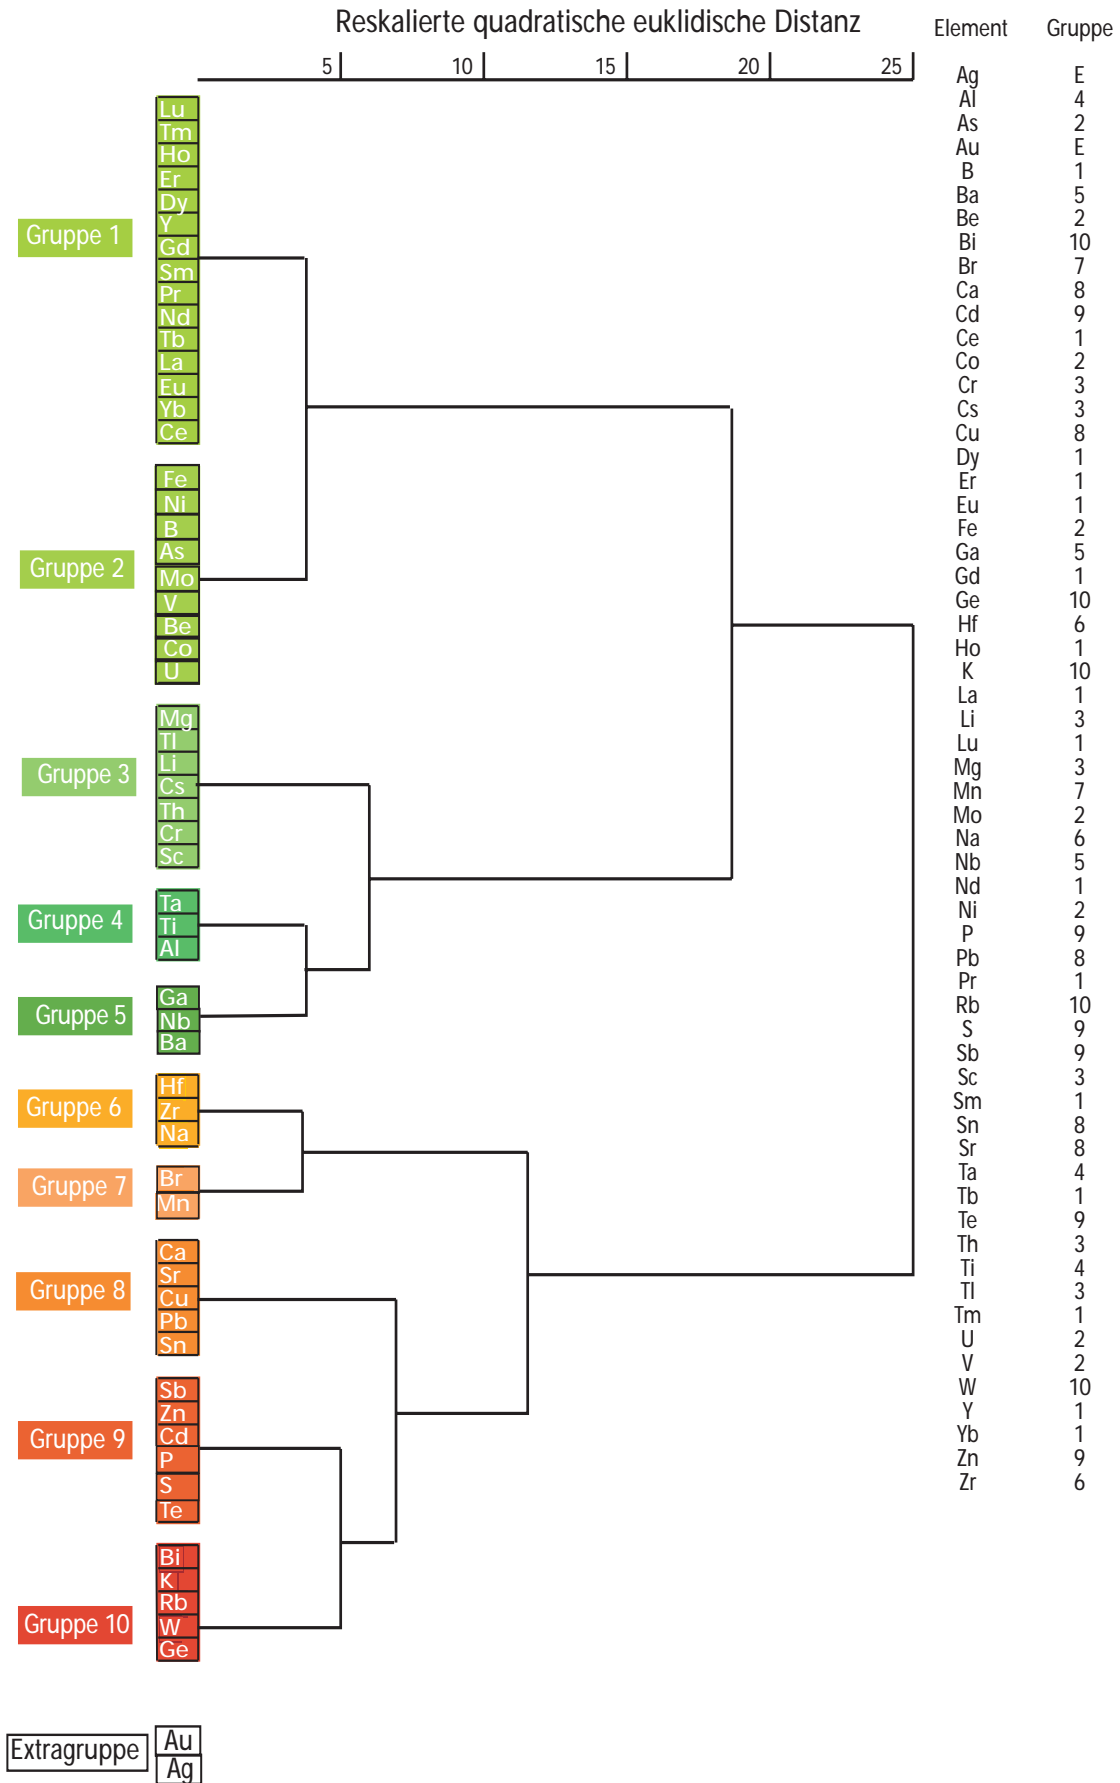 Reskalierte quadratische euklidische Distanz
5 10 15 20 25
Gruppe 1
Lu
Tm
Ho
Er
Dy
Y
Gd
Sm
Pr
Nd
Tb
La
Eu
Yb
Ce
Gruppe 2
Fe
Ni
B
As
Mo
V
Be
Co
U
Gruppe 3
Mg
Tl
Li
Cs
Th
Cr
Sc
Gruppe 4
Ta
Ti
Al
Gruppe 5
Ga
Nb
Ba
Gruppe 6
Hf
Zr
Na
Gruppe 7
Br
Mn
Gruppe 8
Ca
Sr
Cu
Pb
Sn
Gruppe 9
Sb
Zn
Cd
P
S
Te
Gruppe 10
Bi
K
Rb
W
Ge
Extragruppe
Au
Ag
Element Gruppe
Ag E
Al 4
As 2
Au E
B 1
Ba 5
Be 2
Bi 10
Br 7
Ca 8
Cd 9
Ce 1
Co 2
Cr 3
Cs 3
Cu 8
Dy 1
Er 1
Eu 1
Fe 2
Ga 5
Gd 1
Ge 10
Hf 6
Ho 1
K 10
La 1
Li 3
Lu 1
Mg 3
Mn 7
Mo 2
Na 6
Nb 5
Nd 1
Ni 2
P 9
Pb 8
Pr 1
Rb 10
S 9
Sb 9
Sc 3
Sm 1
Sn 8
Sr 8
Ta 4
Tb 1
Te 9
Th 3
Ti 4
Tl 3
Tm 1
U 2
V 2
W 10
Y 1
Yb 1
Zn 9
Zr 6